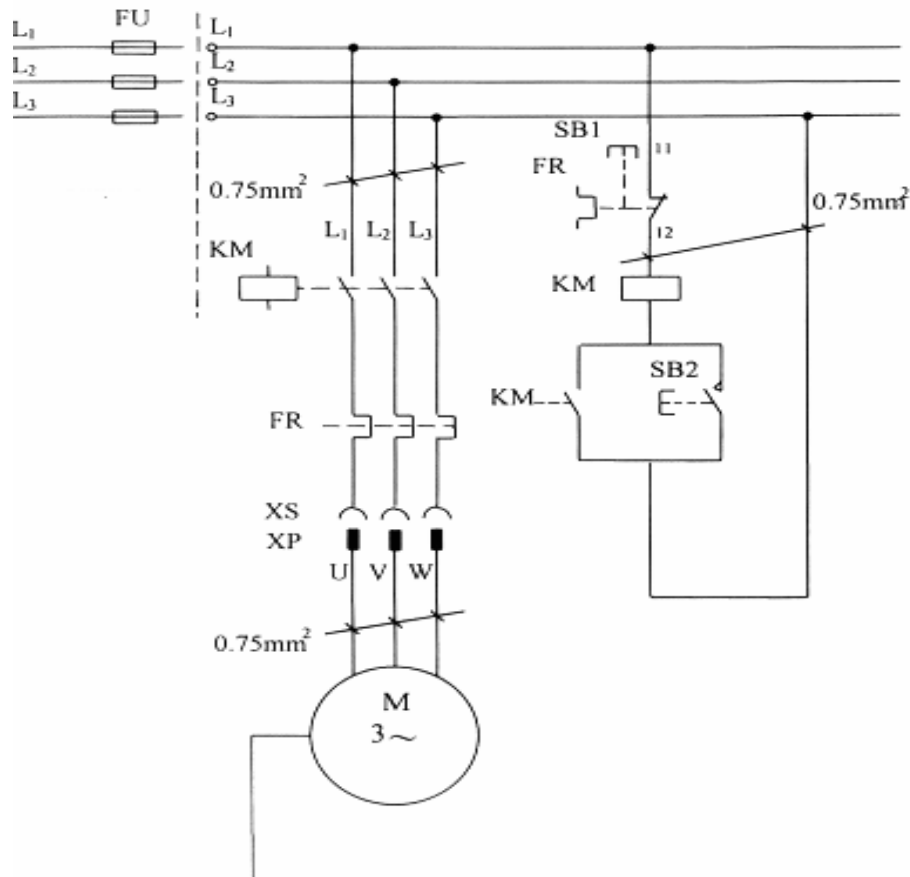 FU
L₁ L₁
L₂ L₂
L₃ L₃
SB1 11
FR
0.75mm²
0.75mm²
L₁ L₂ L₃
12
KM
KM
SB2
KM
FR
XS
XP
U V W
0.75mm²
M
3～